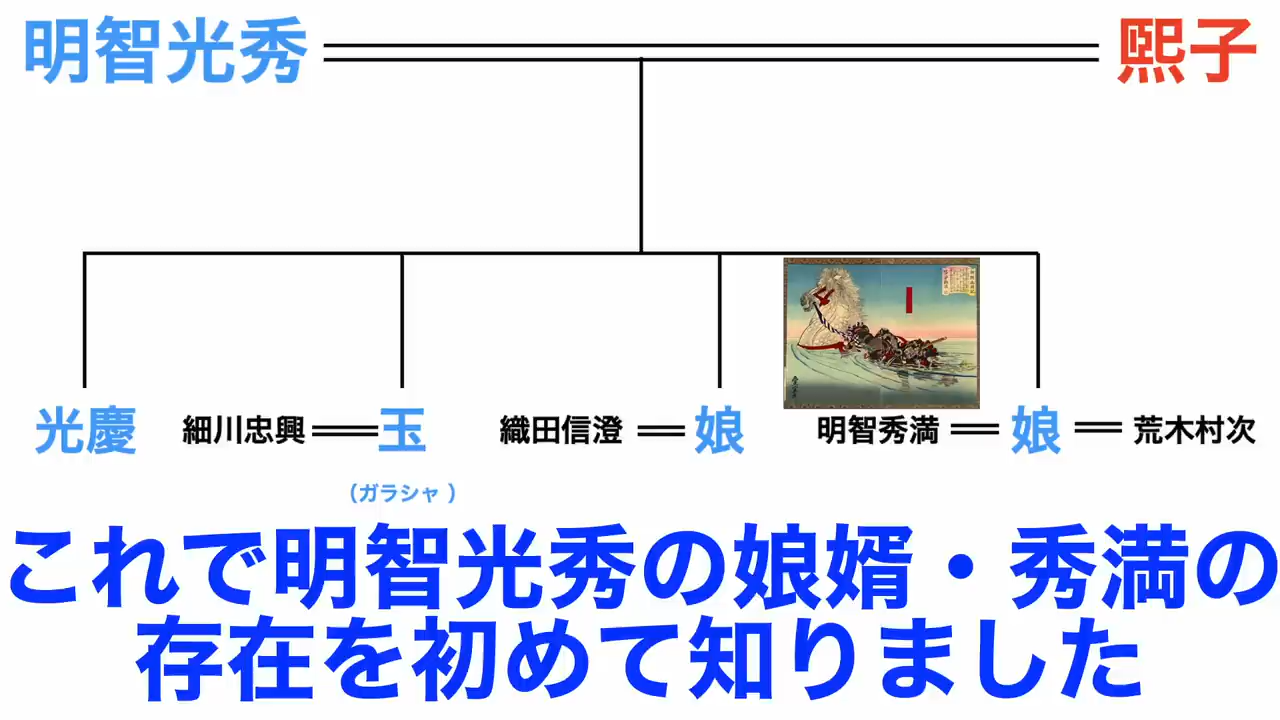 明智光秀
熙子
光慶
細川忠興
玉
織田信澄
娘
明智秀満
娘
荒木村次
（ガラシャ）
これで明智光秀の娘婿・秀満の
存在を初めて知りました